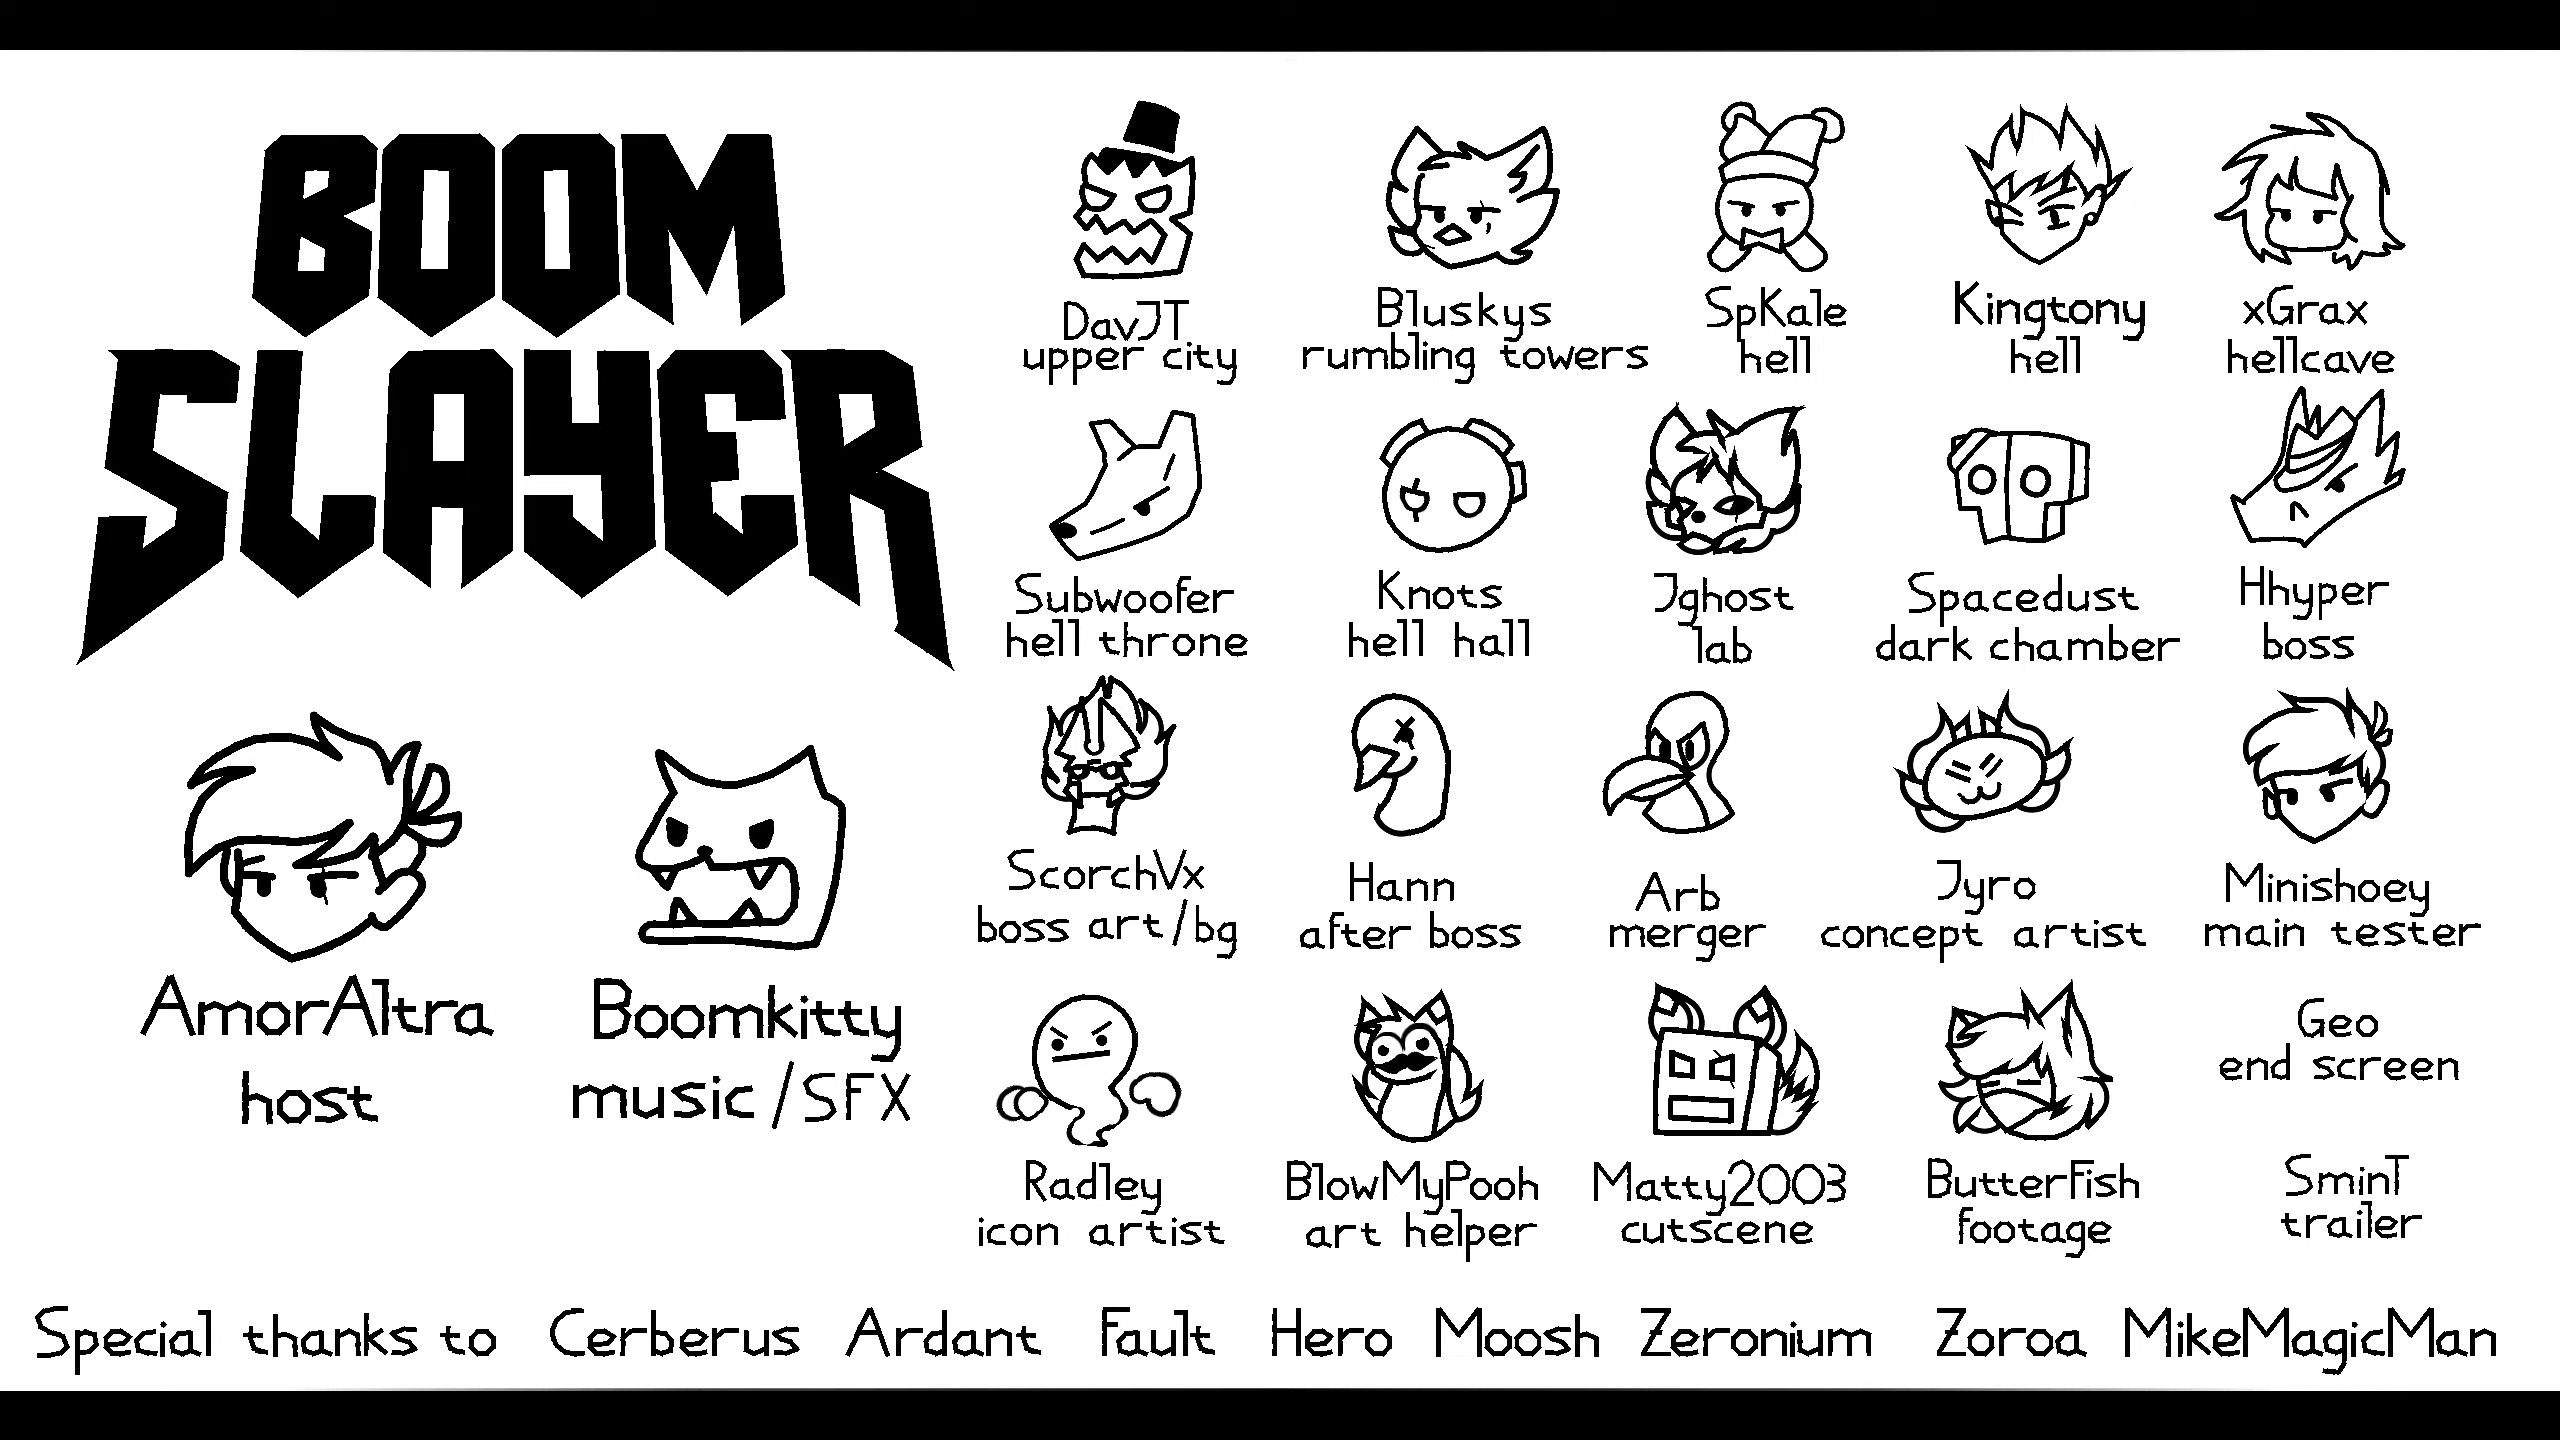 BOOM
SLAYER
AmorAltra
host
Boomkitty
music/SFX
DavJT
upper city
Bluskys
rumbling towers
SpKale
hell
Kingtony
hell
xGrax
hellcave
Subwoofer
hell throne
Knots
hell hall
Jghost
lab
Spacedust
dark chamber
Hhyper
boss
ScorchVx
boss art/bg
Hann
after boss
Arb
merger
Jyro
concept artist
Minishoey
main tester
Radley
icon artist
BlowMyPooh
art helper
Matty2003
cutscene
ButterFish
footage
Geo
end screen
SminT
trailer
Special thanks to Cerberus Ardant Fault Hero Moosh Zeronium Zoroa MikeMagicMan